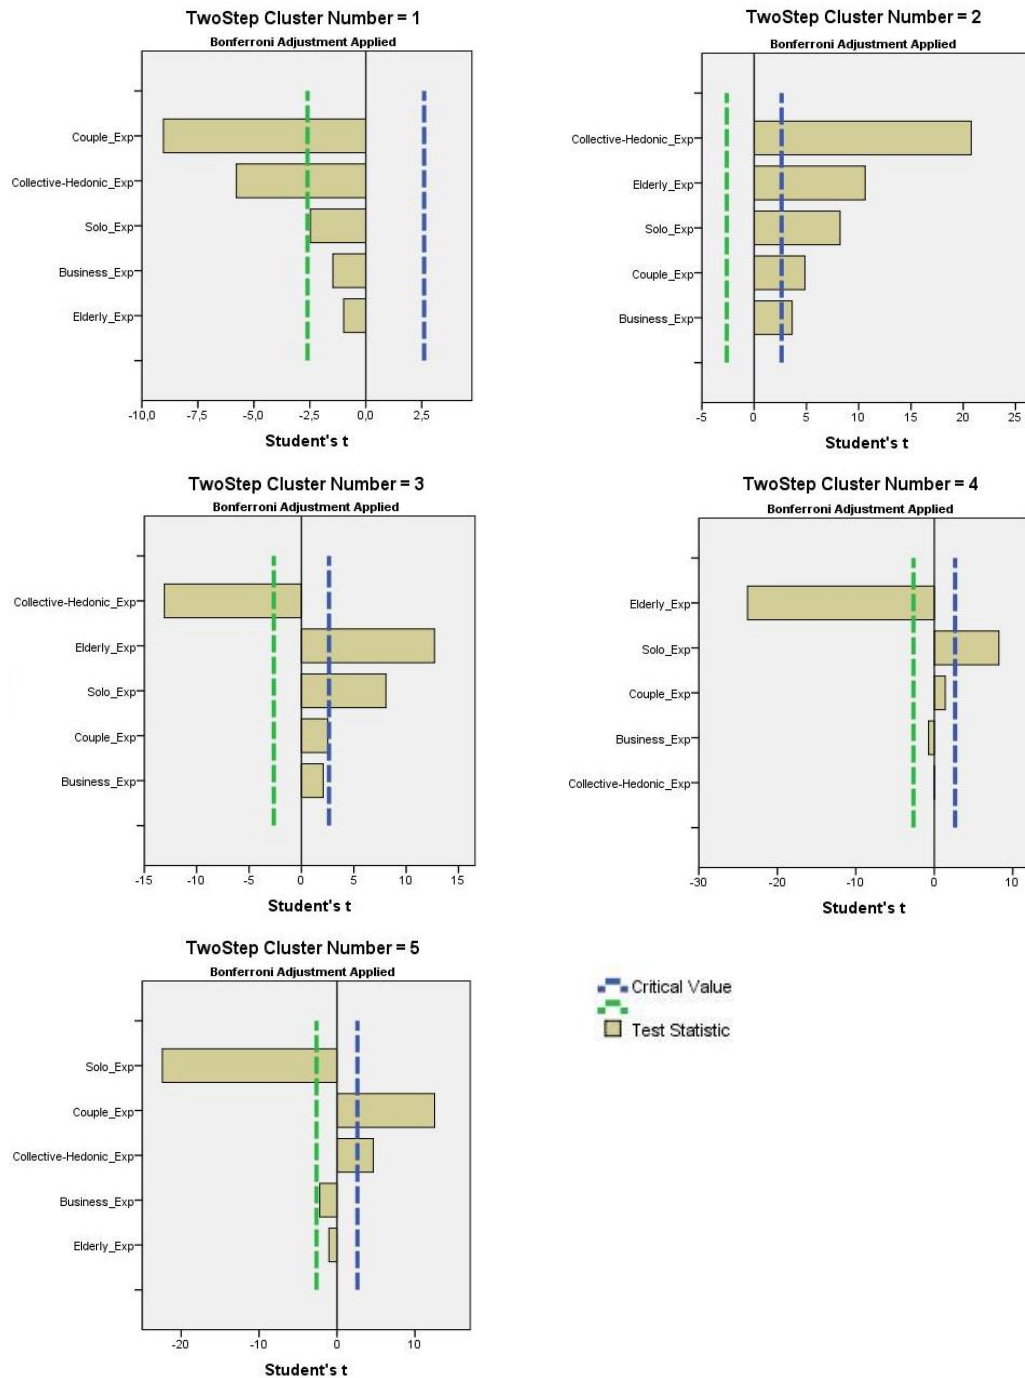 TwoStep Cluster Number = 1
Bonferroni Adjustment Applied
Couple_Exp
Collective-Hedonic_Exp
Solo_Exp
Business_Exp
Elderly_Exp
-10,0 -7,5 -5,0 -2,5 0,0 2,5
Student's t
TwoStep Cluster Number = 2
Bonferroni Adjustment Applied
Collective-Hedonic_Exp
Elderly_Exp
Solo_Exp
Couple_Exp
Business_Exp
-5 0 5 10 15 20 25
Student's t
TwoStep Cluster Number = 3
Bonferroni Adjustment Applied
Collective-Hedonic_Exp
Elderly_Exp
Solo_Exp
Couple_Exp
Business_Exp
-15 -10 -5 0 5 10 15
Student's t
TwoStep Cluster Number = 4
Bonferroni Adjustment Applied
Elderly_Exp
Solo_Exp
Couple_Exp
Business_Exp
Collective-Hedonic_Exp
-30 -20 -10 0 10
Student's t
TwoStep Cluster Number = 5
Bonferroni Adjustment Applied
Solo_Exp
Couple_Exp
Collective-Hedonic_Exp
Business_Exp
Elderly_Exp
-20 -10 0 10
Student's t
Critical Value
Test Statistic